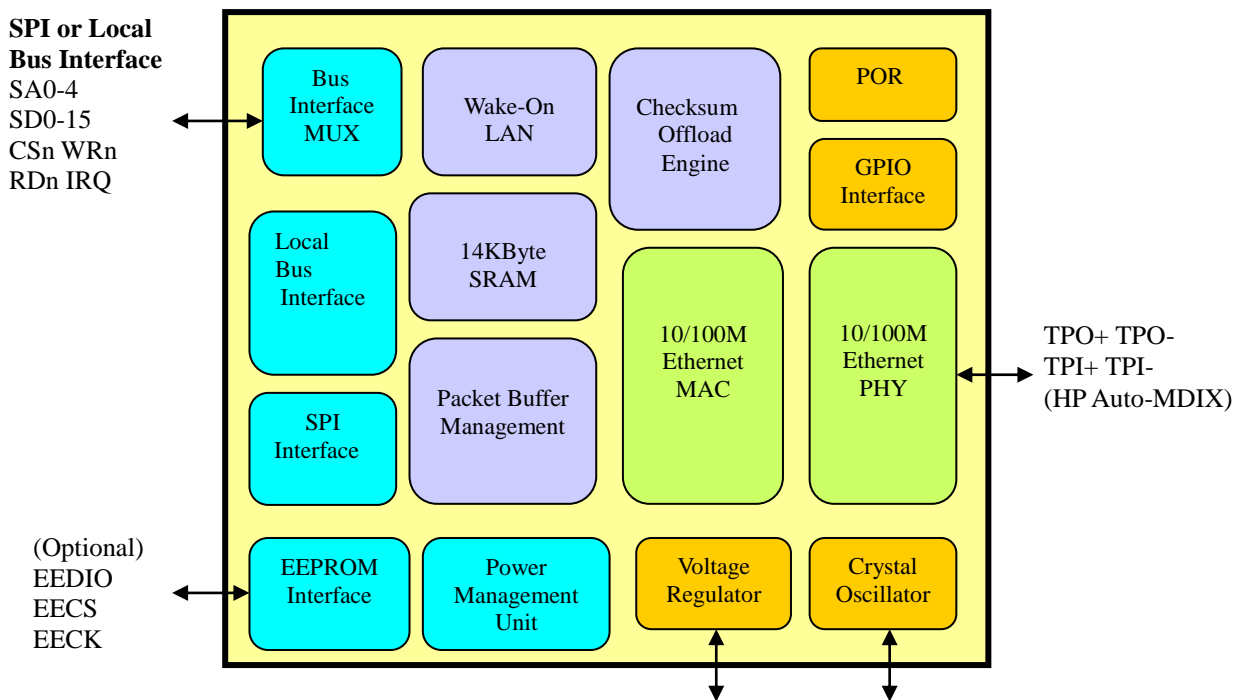 SPI or Local
Bus Interface
SA0-4
SD0-15
CSn WRn
RDn IRQ
Bus
Interface
MUX
Wake-On
LAN
Checksum
Offload
Engine
POR
GPIO
Interface
Local
Bus
Interface
14KByte
SRAM
10/100M
Ethernet
MAC
10/100M
Ethernet
PHY
TPO+ TPO-
TPI+ TPI-
(HP Auto-MDIX)
SPI
Interface
Packet Buffer
Management
(Optional)
EEDIO
EECS
EECK
EEPROM
Interface
Power
Management
Unit
Voltage
Regulator
Crystal
Oscillator